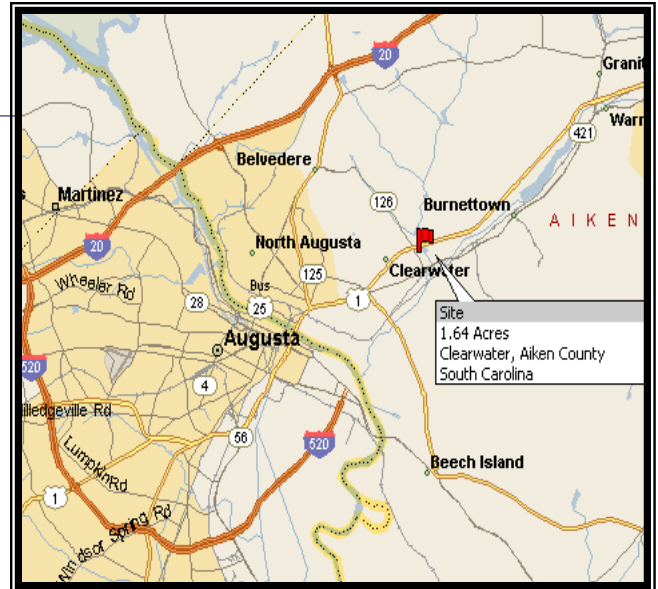 20
Granit
Warr
421
Belvedere
126
Burnettown
Martinez
A I K E N
20
North Augusta
Clearwater
Wheeler Rd
Bus
125
28
25
1
Site
1.64 Acres
Clearwater, Aiken County
South Carolina
Augusta
520
4
illedgeville Rd
56
520
Lumpkin Rd
Beech Island
1
Windsor Spring Rd